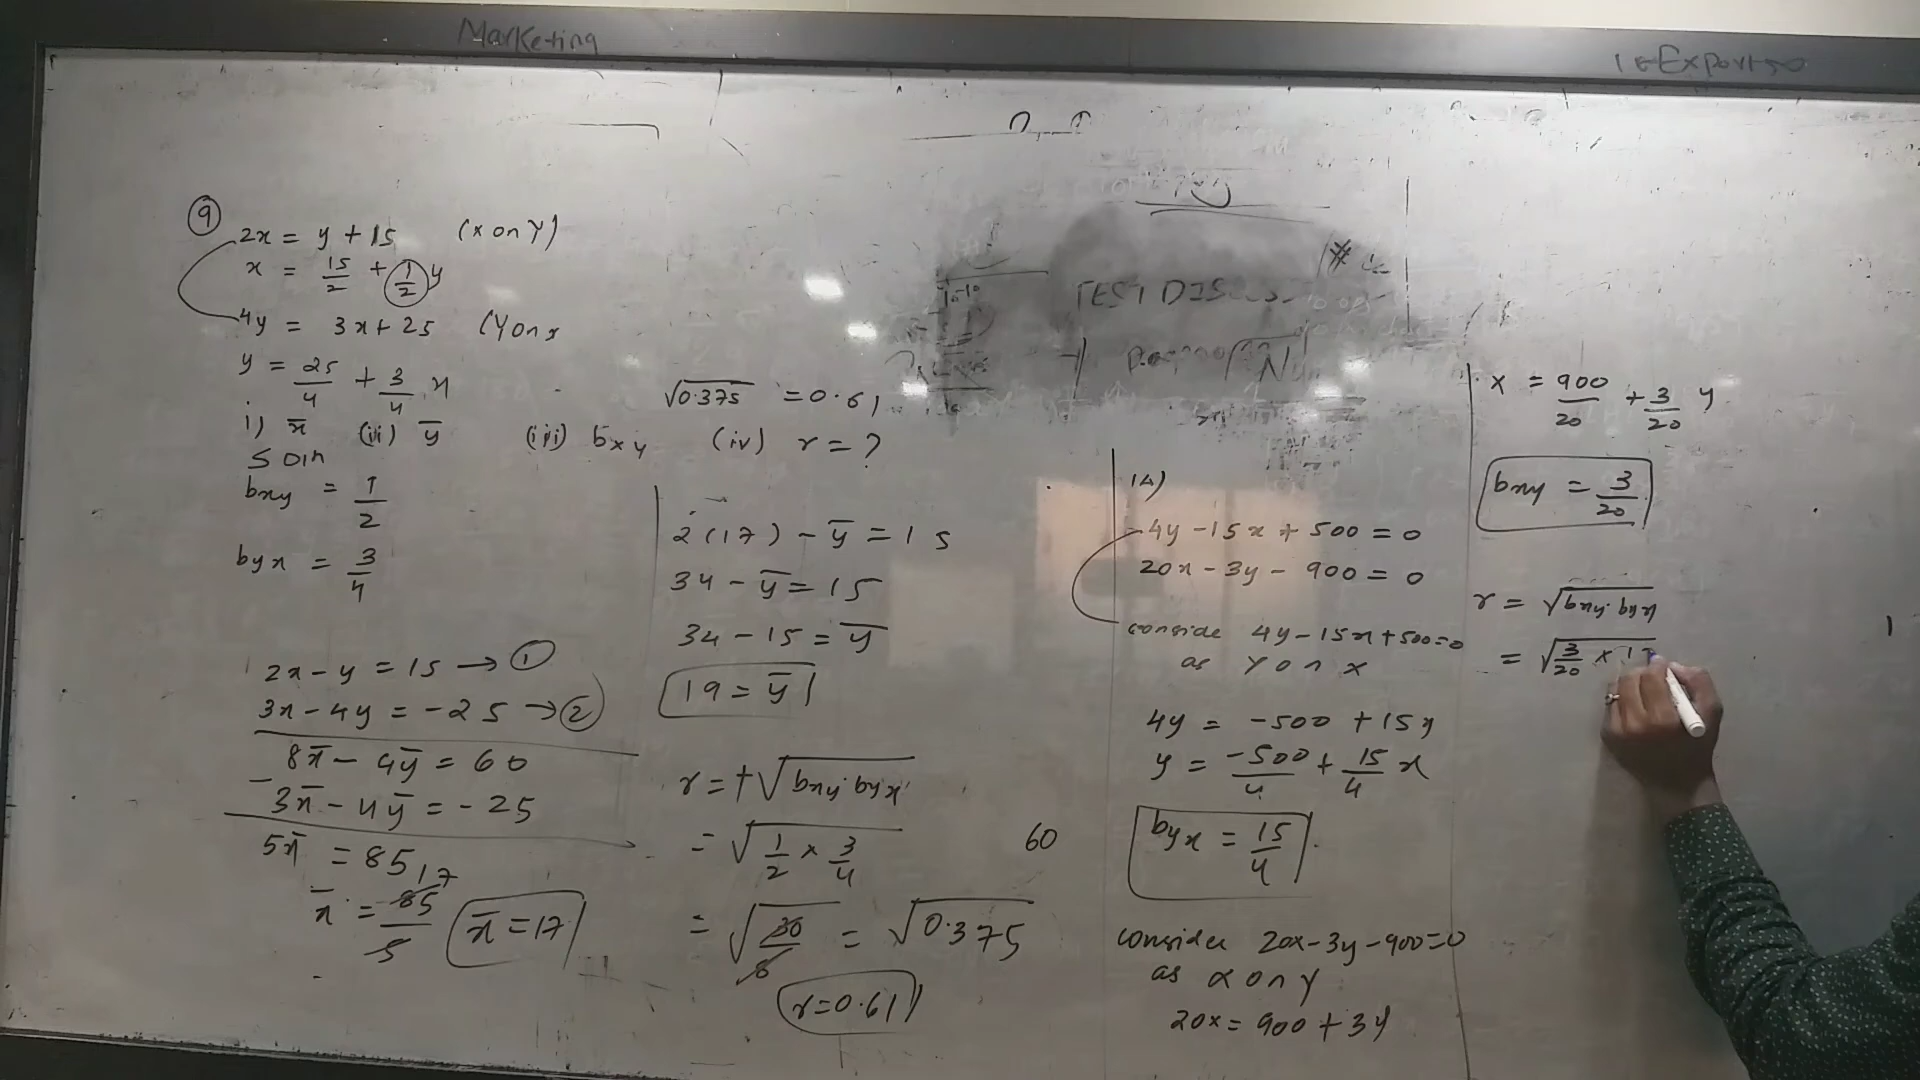 Marketing
⑨
2x = y + 15 (x on Y)
x = 15/2 + 1/2 y
4y = 3x + 25 (Y on x
y = 25/4 + 3/4 x
i) x̄ (ii) ȳ (iii) bxy (iv) r = ?
Soln
bxy = 1/2
byx = 3/4
2x - y = 15 → ①
3x - 4y = -25 → ②
8x̄ - 4ȳ = 60
- 3x̄ - 4ȳ = -25
5x̄ = 85
x̄ = 85/5 17
x̄ = 17
√0.375 = 0.61
2(17) - ȳ = 15
34 - ȳ = 15
34 - 15 = ȳ
19 = ȳ
r = +√bxy.byx
= √1/2 × 3/4
= √0.375
r = 0.61
60
TEST DIS
14)
4y - 15x + 500 = 0
20x - 3y - 900 = 0
conside 4y - 15x + 500 = 0
as Y on x
4y = -500 + 15x
y = -500/4 + 15/4 x
byx = 15/4
consider 20x - 3y - 900 = 0
as x on Y
20x = 900 + 3y
x = 900/20 + 3/20 y
bxy = 3/20
r = √bxy.byx
= √3/20 × 1